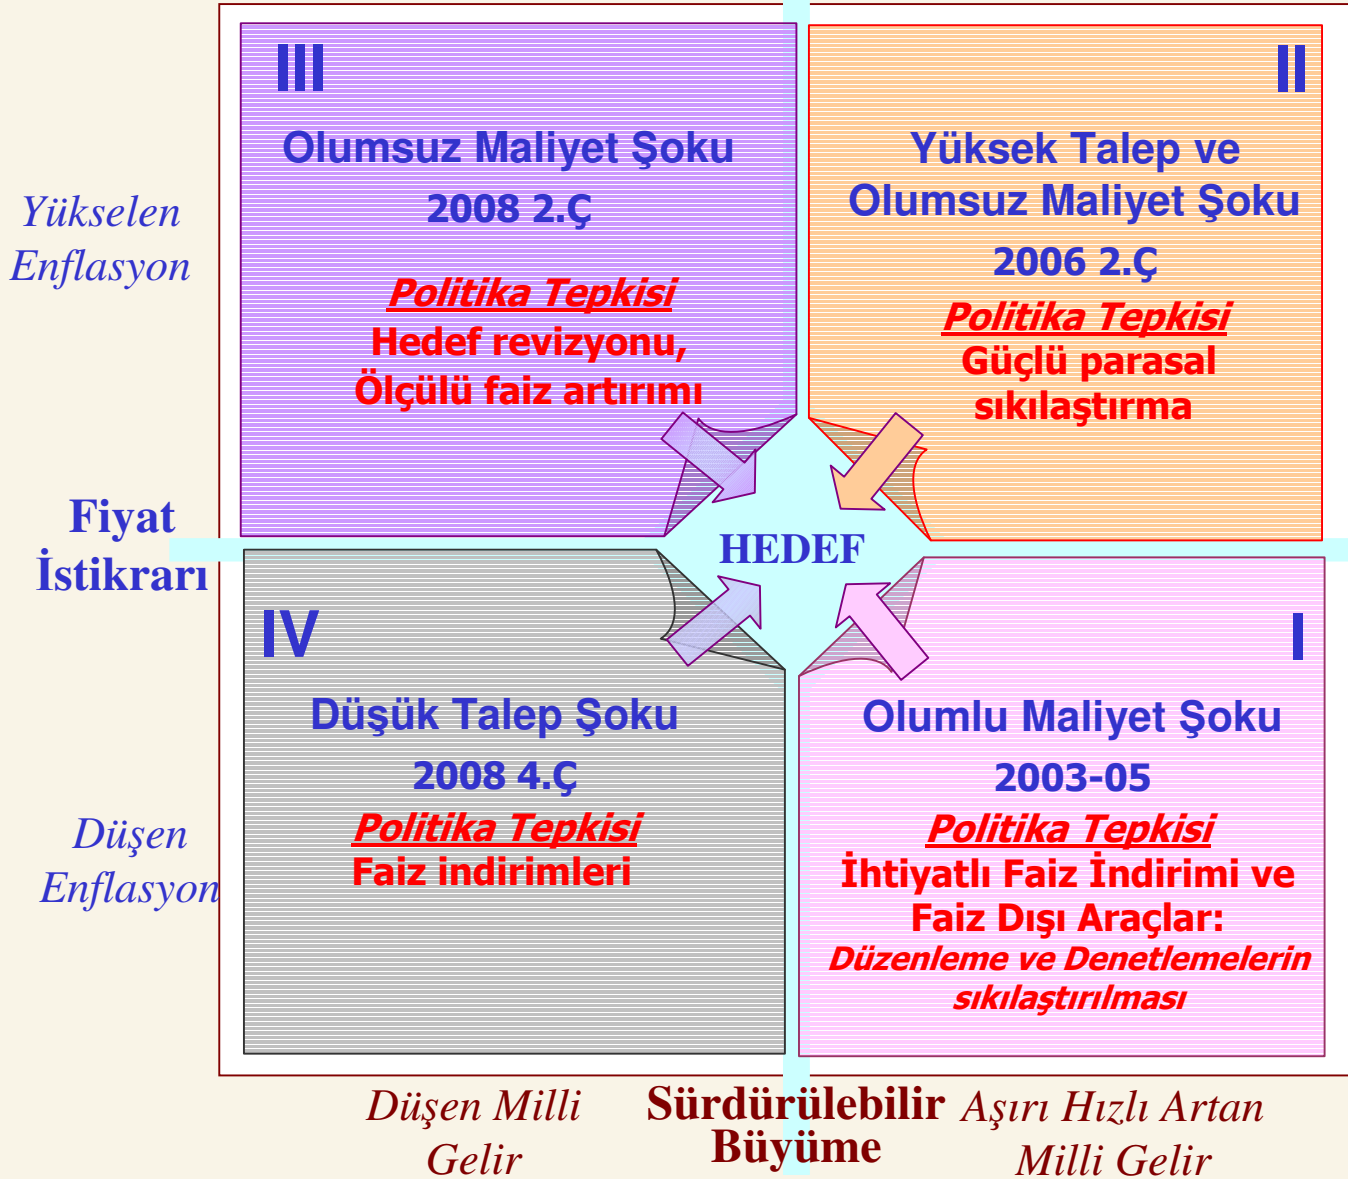 III
Olumsuz Maliyet Şoku
2008 2.Ç
Politika Tepkisi
Hedef revizyonu,
Ölçülü faiz artırımı
II
Yüksek Talep ve
Olumsuz Maliyet Şoku
2006 2.Ç
Politika Tepkisi
Güçlü parasal
sıkılaştırma
Yükselen
Enflasyon
Fiyat
İstikrarı
HEDEF
IV
Düşük Talep Şoku
2008 4.Ç
Politika Tepkisi
Faiz indirimleri
I
Olumlu Maliyet Şoku
2003-05
Politika Tepkisi
İhtiyatlı Faiz İndirimi ve
Faiz Dışı Araçlar:
Düzenleme ve Denetlemelerin
sıkılaştırılması
Düşen
Enflasyon
Düşen Milli
Gelir
Sürdürülebilir
Büyüme
Aşırı Hızlı Artan
Milli Gelir